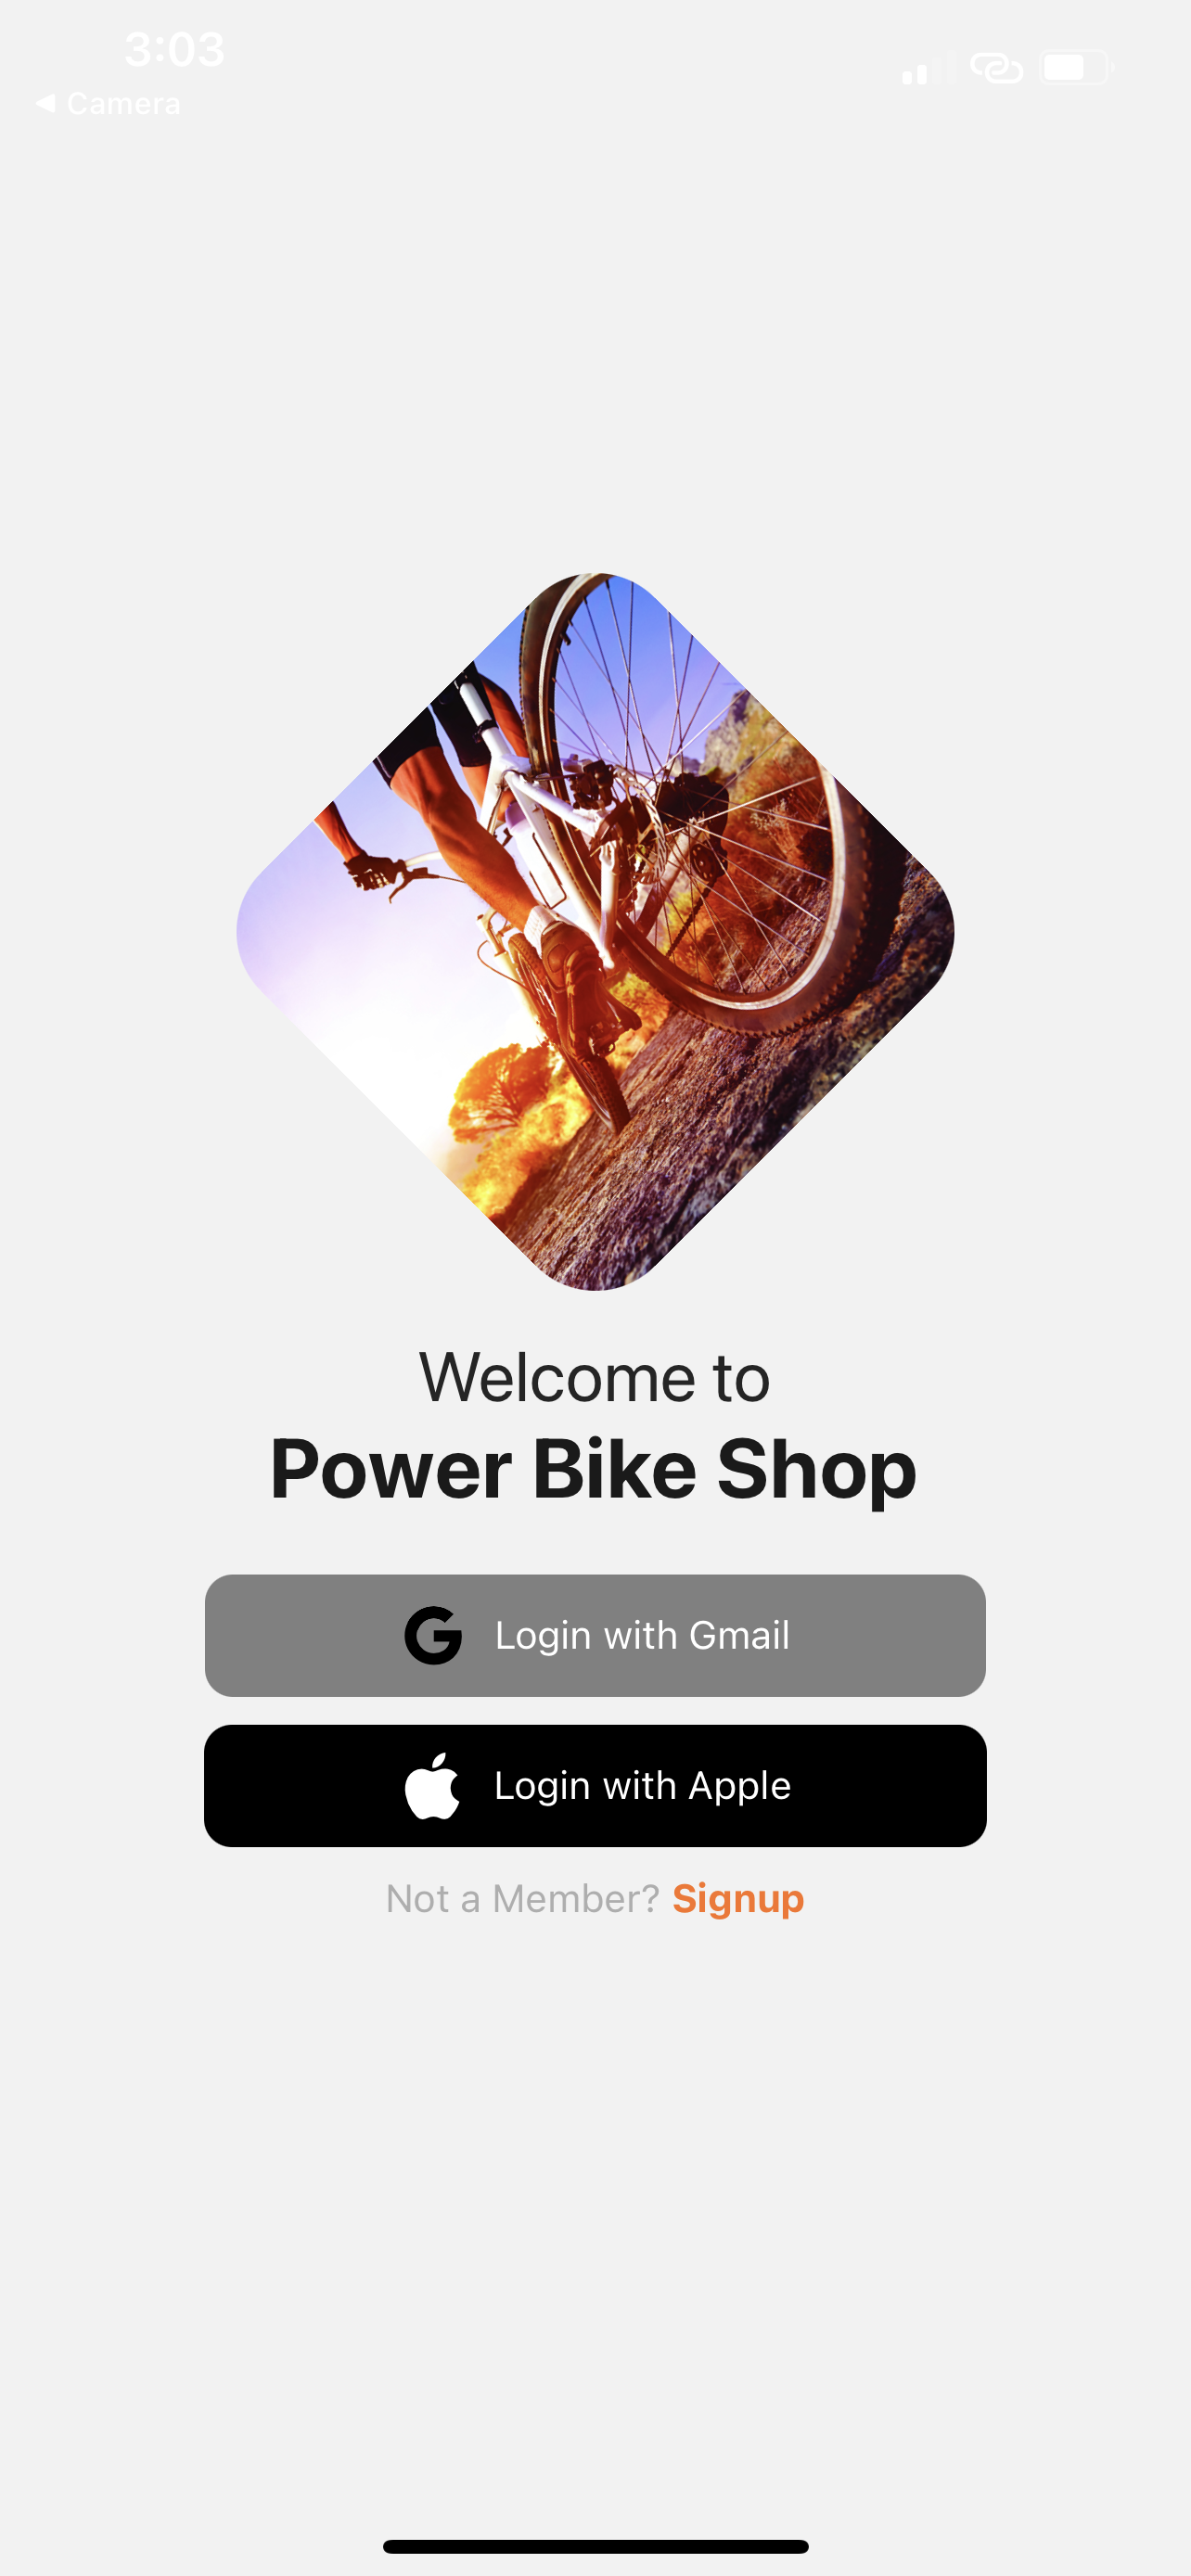 3:03
◀ Camera
Welcome to
Power Bike Shop
Login with Gmail
Login with Apple
Not a Member? Signup